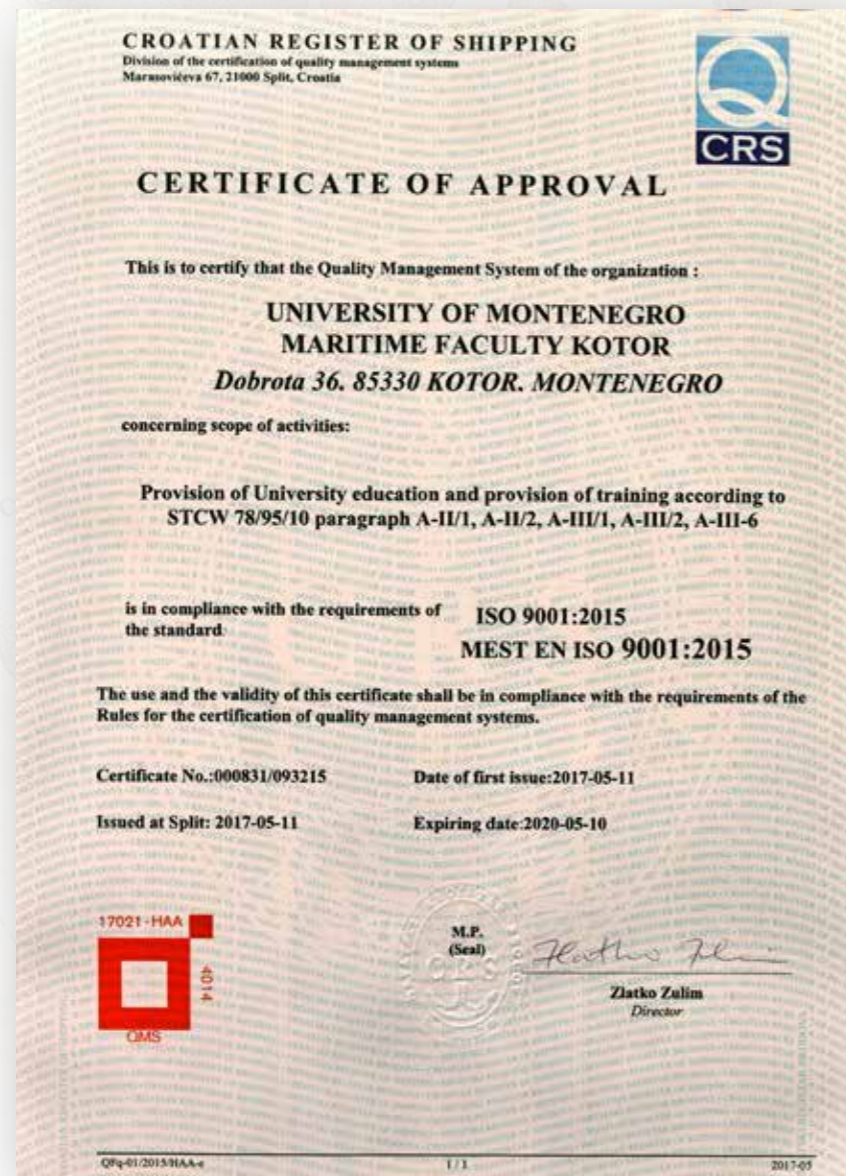 CROATIAN REGISTER OF SHIPPING
Division of the certification of quality management systems
Marasovićeva 67, 21000 Split, Croatia
Q
CRS
CERTIFICATE OF APPROVAL
This is to certify that the Quality Management System of the organization :
UNIVERSITY OF MONTENEGRO
MARITIME FACULTY KOTOR
Dobrota 36. 85330 KOTOR. MONTENEGRO
concerning scope of activities:
Provision of University education and provision of training according to
STCW 78/95/10 paragraph A-II/1, A-II/2, A-III/1, A-III/2, A-III-6
is in compliance with the requirements of
the standard
ISO 9001:2015
MEST EN ISO 9001:2015
The use and the validity of this certificate shall be in compliance with the requirements of the
Rules for the certification of quality management systems.
Certificate No.:000831/093215
Date of first issue:2017-05-11
Issued at Split: 2017-05-11
Expiring date:2020-05-10
17021-HAA
4014
QMS
M.P.
(Seal)
CRS
Zlatko Zulim
Director
QFq-01/2015/HAA-e
1 / 1
2017-05